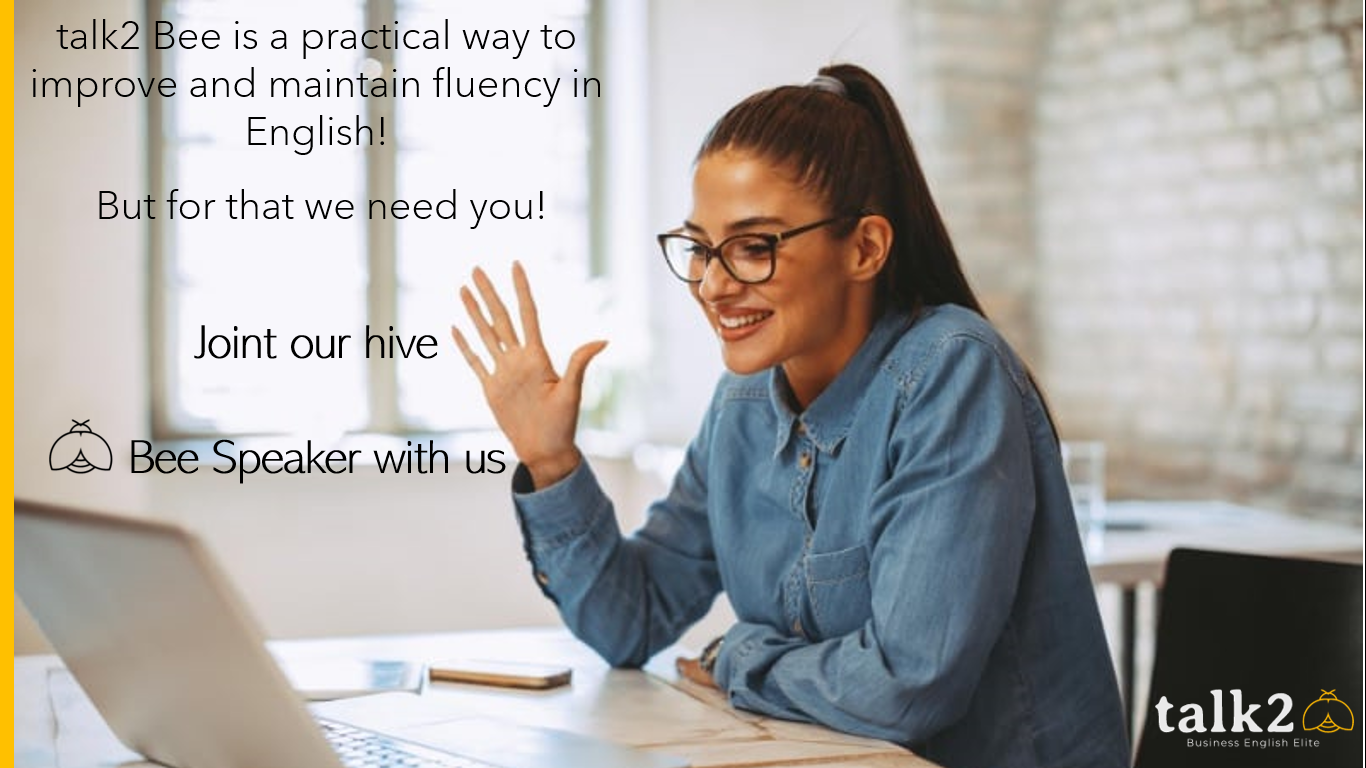 talk2 Bee is a practical way to
improve and maintain fluency in
English!
But for that we need you!
Joint our hive
Bee Speaker with us
talk2
Business English Elite